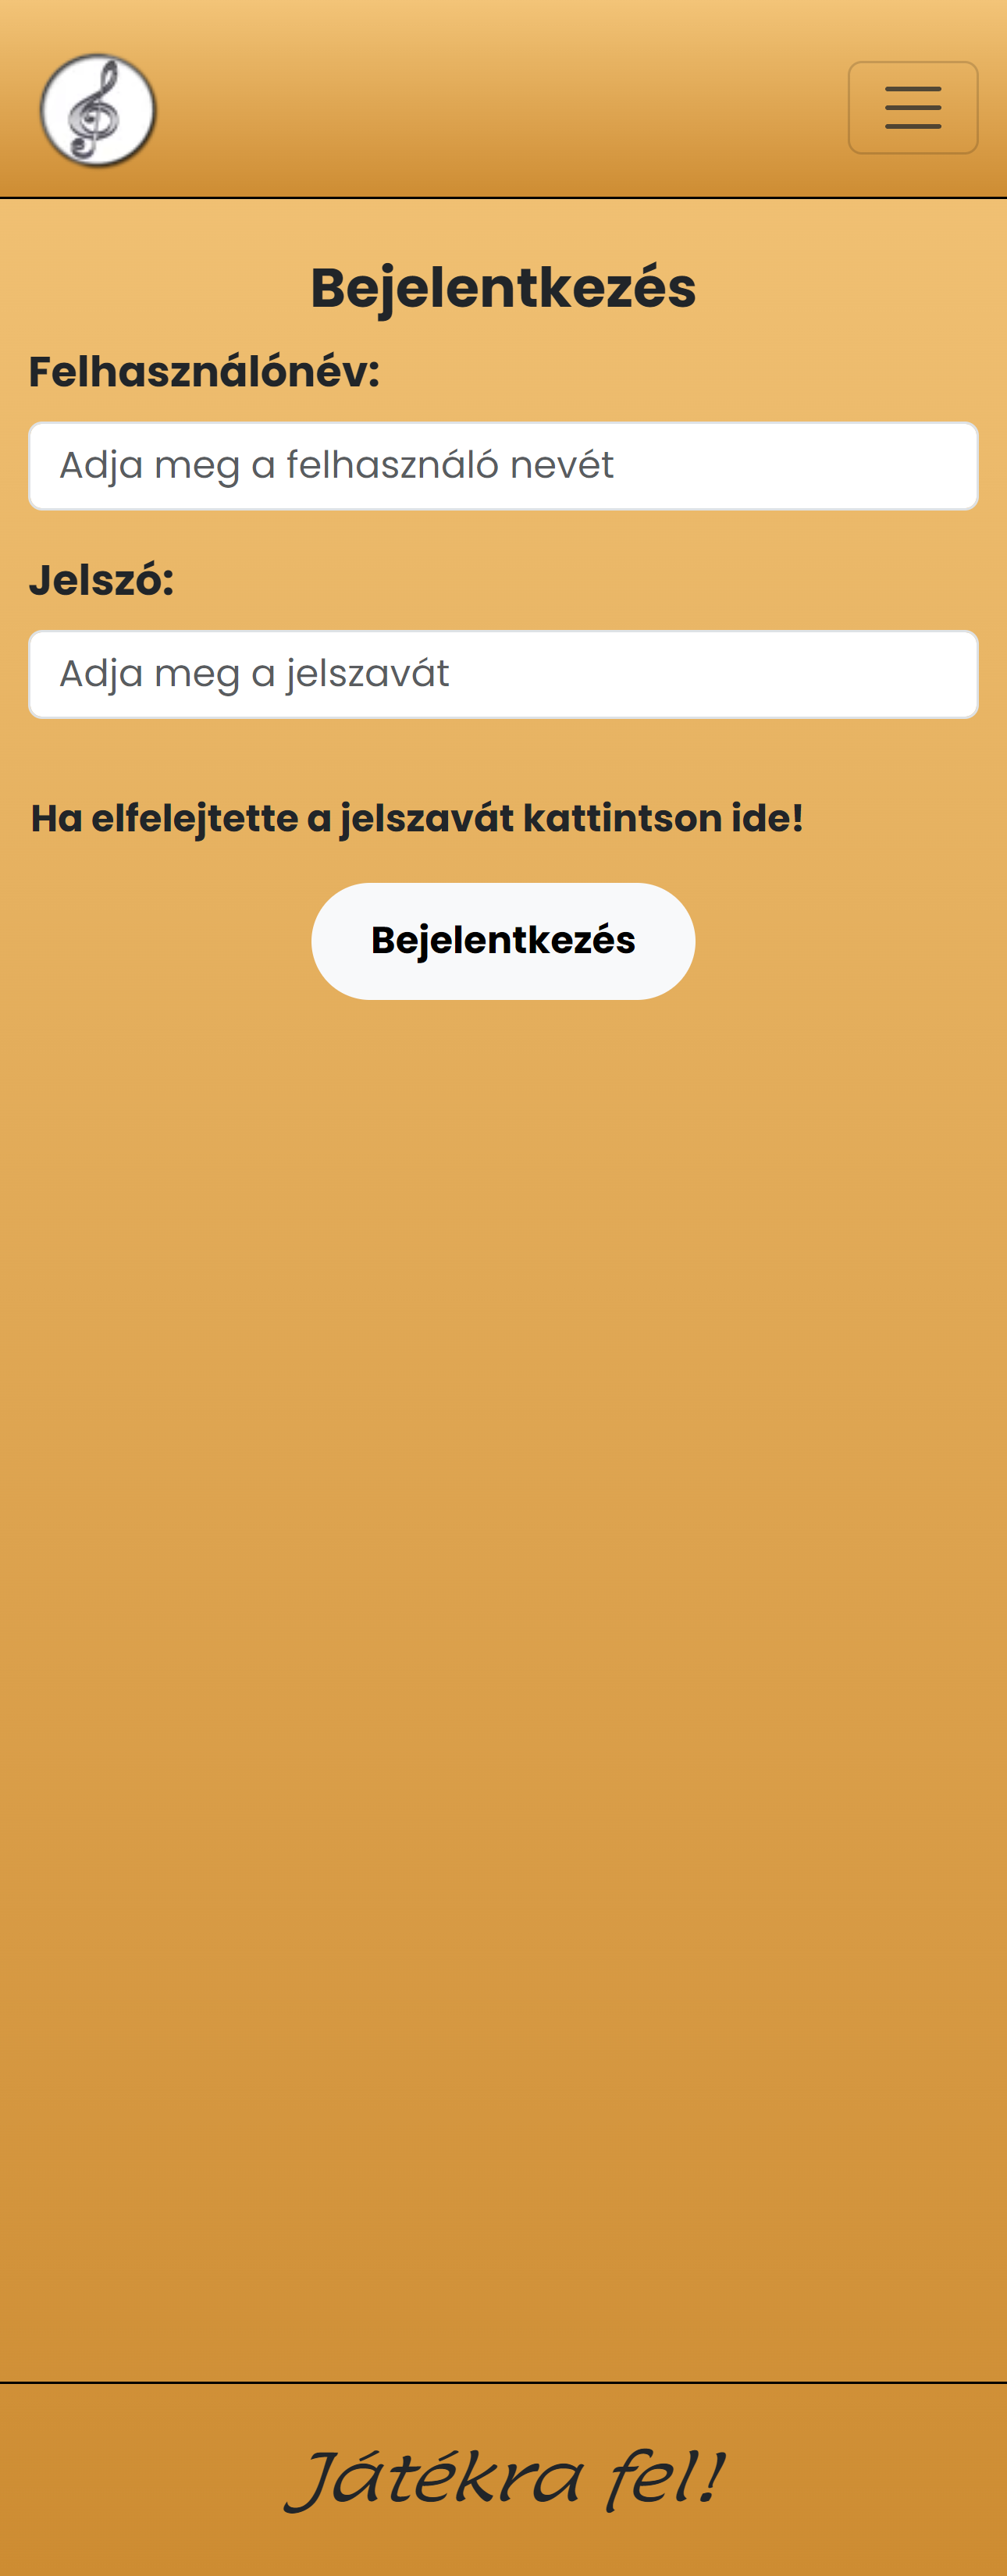 Bejelentkezés
Felhasználónév:
Adja meg a felhasználó nevét
Jelszó:
Adja meg a jelszavát
Ha elfelejtette a jelszavát kattintson ide!
Bejelentkezés
Játékra fel!